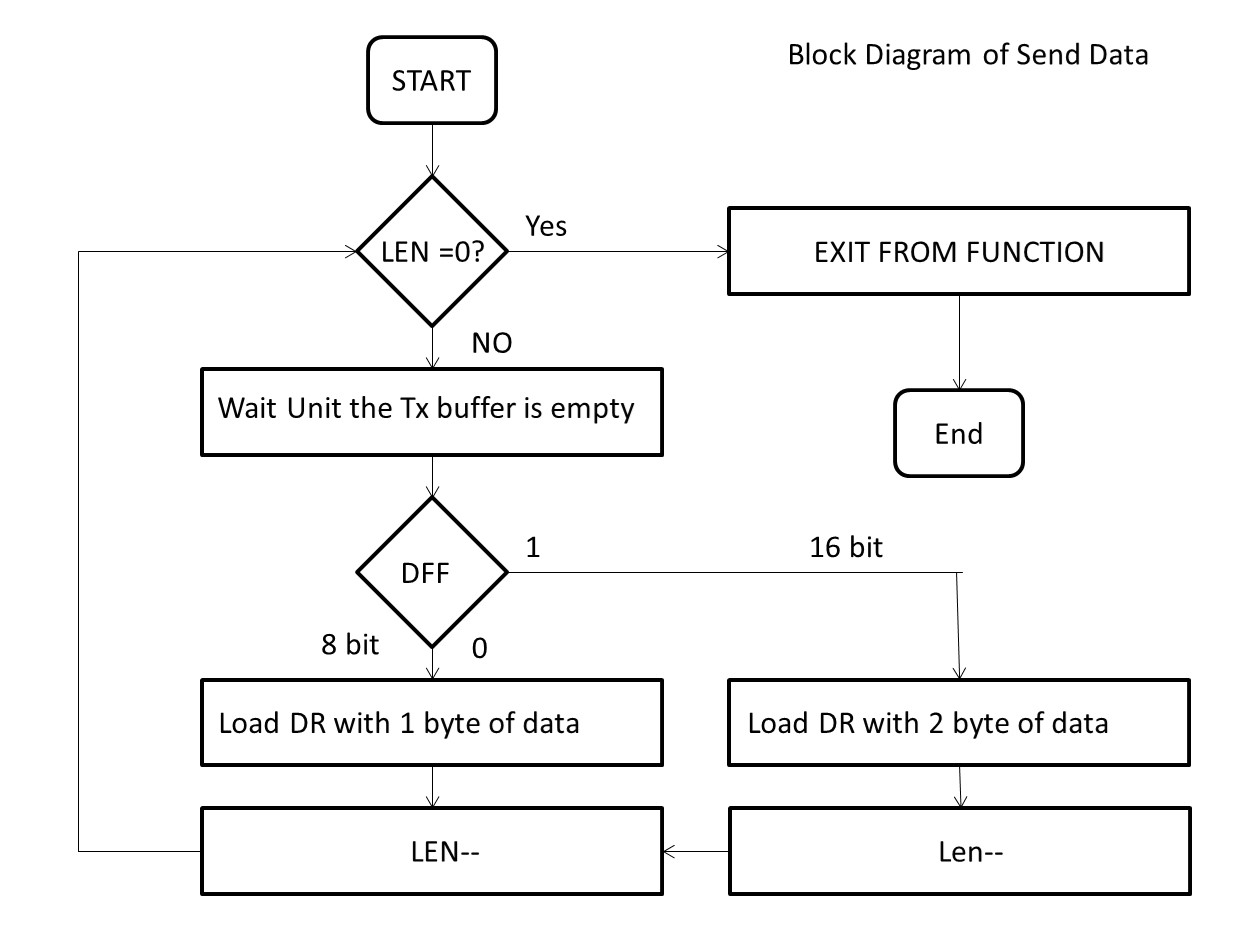 Block Diagram of Send Data
START
LEN =0?
Yes
EXIT FROM FUNCTION
NO
Wait Unit the Tx buffer is empty
End
DFF
1
16 bit
8 bit
0
Load DR with 1 byte of data
Load DR with 2 byte of data
LEN--
Len--